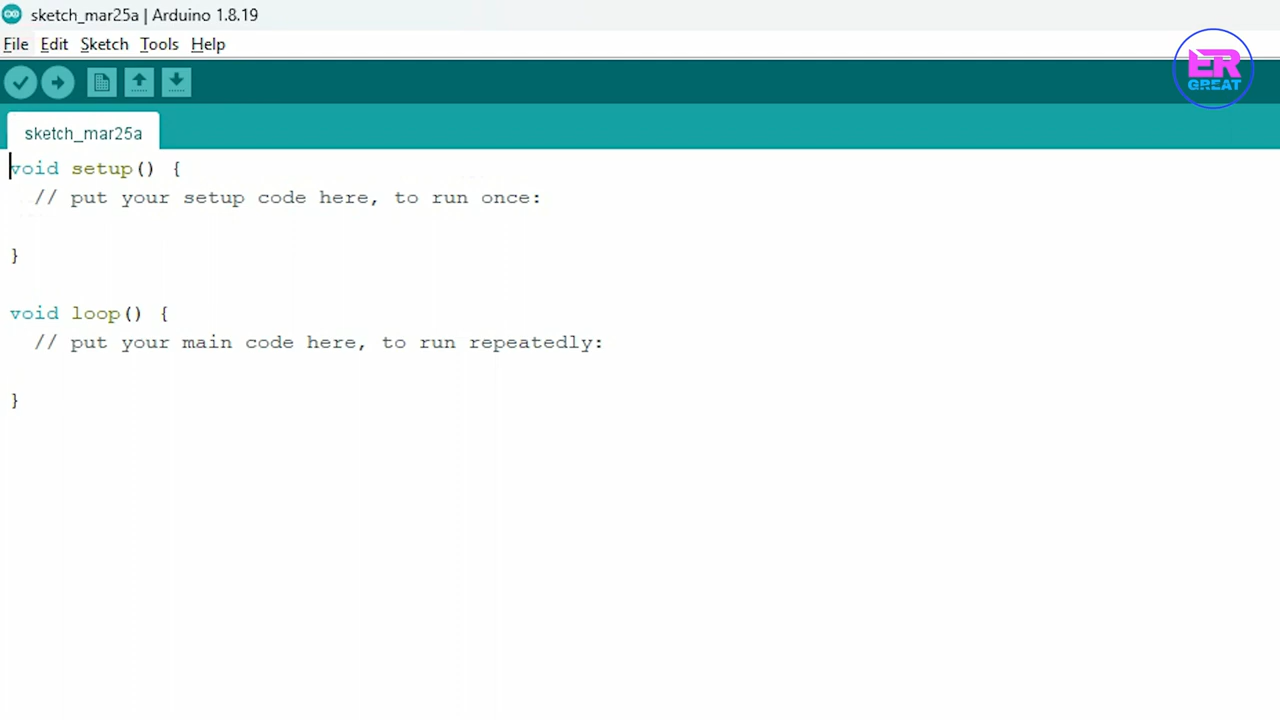 sketch_mar25a | Arduino 1.8.19
File Edit Sketch Tools Help
ER
GREAT
sketch_mar25a
void setup() {
  // put your setup code here, to run once:
}
void loop() {
  // put your main code here, to run repeatedly:
}